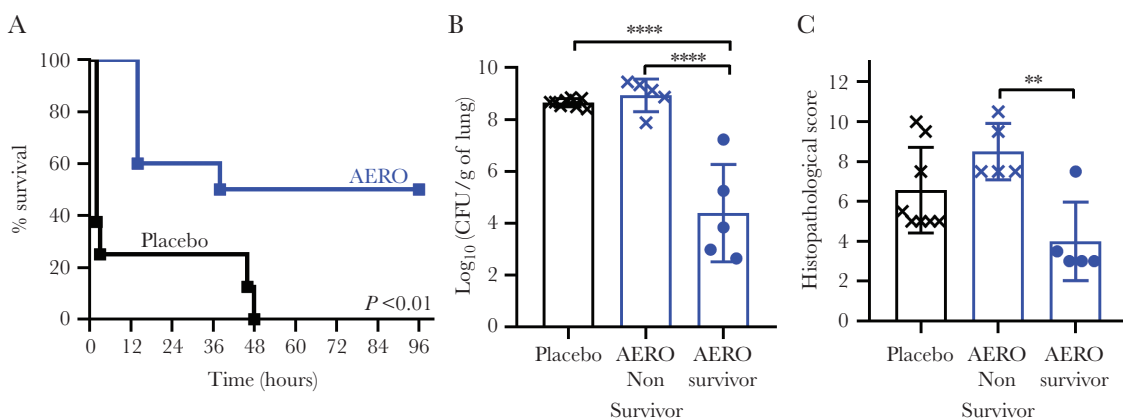 A
100
80
60
40
20
0
% survival
AERO
Placebo
P <0.01
0 12 24 36 48 60 72 84 96
Time (hours)
B
****
****
10
8
6
4
2
0
Log10 (CFU/g of lung)
Placebo AERO AERO
Non survivor
Survivor
C
**
12
10
8
6
4
2
0
Histopathological score
Placebo AERO AERO
Non survivor
Survivor